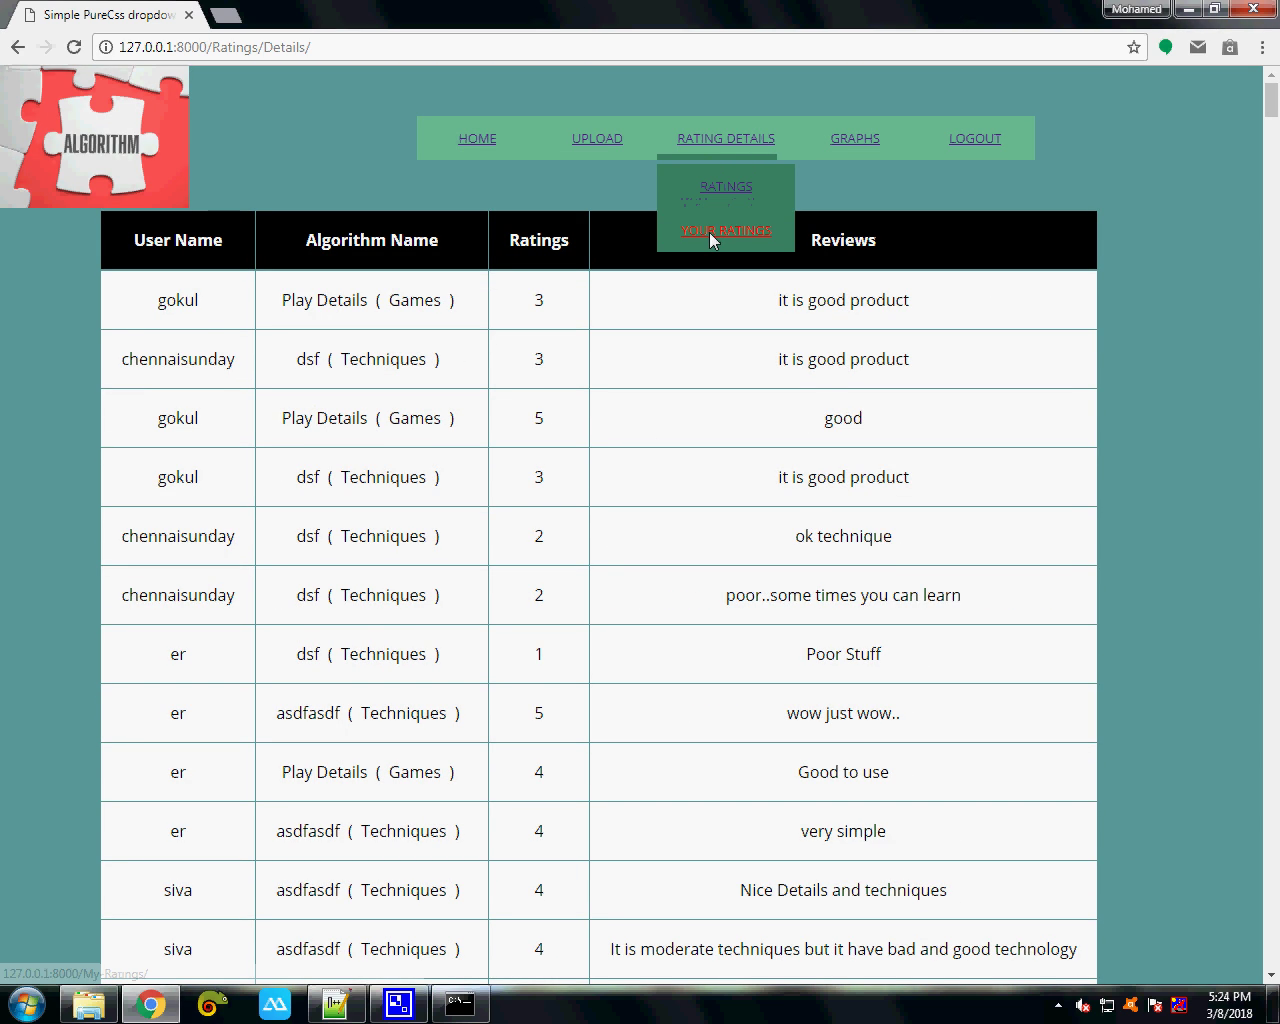 Simple PureCss dropdow
Mohamed
127.0.0.1:8000/Ratings/Details/
ALGORITHM
HOME UPLOAD RATING DETAILS GRAPHS LOGOUT
RATINGS
YOUR RATINGS
User Name Algorithm Name Ratings Reviews
gokul Play Details ( Games ) 3 it is good product
chennaisunday dsf ( Techniques ) 3 it is good product
gokul Play Details ( Games ) 5 good
gokul dsf ( Techniques ) 3 it is good product
chennaisunday dsf ( Techniques ) 2 ok technique
chennaisunday dsf ( Techniques ) 2 poor..some times you can learn
er dsf ( Techniques ) 1 Poor Stuff
er asdfasdf ( Techniques ) 5 wow just wow..
er Play Details ( Games ) 4 Good to use
er asdfasdf ( Techniques ) 4 very simple
siva asdfasdf ( Techniques ) 4 Nice Details and techniques
siva asdfasdf ( Techniques ) 4 It is moderate techniques but it have bad and good technology
127.0.0.1:8000/My-Ratings/
5:24 PM
3/8/2018